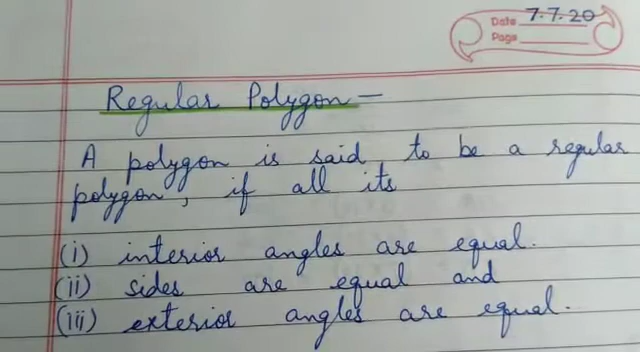 Date 7.7.20
Page
Regular Polygon –
A polygon is said to be a regular
polygon, if all its
(i) interior angles are equal.
(ii) sides are equal and
(iii) exterior angles are equal.